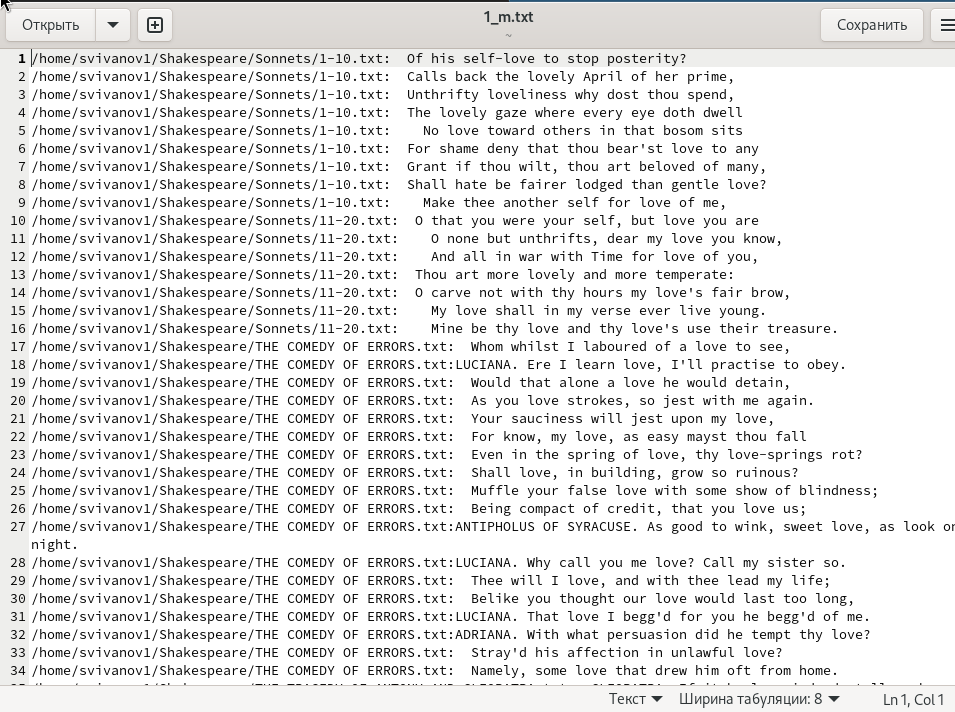 Открыть
1_m.txt
~
Сохранить
1 /home/svivanov1/Shakespeare/Sonnets/1-10.txt:  Of his self-love to stop posterity?
2 /home/svivanov1/Shakespeare/Sonnets/1-10.txt:  Calls back the lovely April of her prime,
3 /home/svivanov1/Shakespeare/Sonnets/1-10.txt:  Unthrifty loveliness why dost thou spend,
4 /home/svivanov1/Shakespeare/Sonnets/1-10.txt:  The lovely gaze where every eye doth dwell
5 /home/svivanov1/Shakespeare/Sonnets/1-10.txt:    No love toward others in that bosom sits
6 /home/svivanov1/Shakespeare/Sonnets/1-10.txt:  For shame deny that thou bear'st love to any
7 /home/svivanov1/Shakespeare/Sonnets/1-10.txt:  Grant if thou wilt, thou art beloved of many,
8 /home/svivanov1/Shakespeare/Sonnets/1-10.txt:  Shall hate be fairer lodged than gentle love?
9 /home/svivanov1/Shakespeare/Sonnets/1-10.txt:    Make thee another self for love of me,
10 /home/svivanov1/Shakespeare/Sonnets/11-20.txt:  O that you were your self, but love you are
11 /home/svivanov1/Shakespeare/Sonnets/11-20.txt:    O none but unthrifts, dear my love you know,
12 /home/svivanov1/Shakespeare/Sonnets/11-20.txt:    And all in war with Time for love of you,
13 /home/svivanov1/Shakespeare/Sonnets/11-20.txt:  Thou art more lovely and more temperate:
14 /home/svivanov1/Shakespeare/Sonnets/11-20.txt:  O carve not with thy hours my love's fair brow,
15 /home/svivanov1/Shakespeare/Sonnets/11-20.txt:    My love shall in my verse ever live young.
16 /home/svivanov1/Shakespeare/Sonnets/11-20.txt:    Mine be thy love and thy love's use their treasure.
17 /home/svivanov1/Shakespeare/THE COMEDY OF ERRORS.txt:  Whom whilst I laboured of a love to see,
18 /home/svivanov1/Shakespeare/THE COMEDY OF ERRORS.txt:LUCIANA. Ere I learn love, I'll practise to obey.
19 /home/svivanov1/Shakespeare/THE COMEDY OF ERRORS.txt:  Would that alone a love he would detain,
20 /home/svivanov1/Shakespeare/THE COMEDY OF ERRORS.txt:  As you love strokes, so jest with me again.
21 /home/svivanov1/Shakespeare/THE COMEDY OF ERRORS.txt:  Your sauciness will jest upon my love,
22 /home/svivanov1/Shakespeare/THE COMEDY OF ERRORS.txt:  For know, my love, as easy mayst thou fall
23 /home/svivanov1/Shakespeare/THE COMEDY OF ERRORS.txt:  Even in the spring of love, thy love-springs rot?
24 /home/svivanov1/Shakespeare/THE COMEDY OF ERRORS.txt:  Shall love, in building, grow so ruinous?
25 /home/svivanov1/Shakespeare/THE COMEDY OF ERRORS.txt:  Muffle your false love with some show of blindness;
26 /home/svivanov1/Shakespeare/THE COMEDY OF ERRORS.txt:  Being compact of credit, that you love us;
27 /home/svivanov1/Shakespeare/THE COMEDY OF ERRORS.txt:ANTIPHOLUS OF SYRACUSE. As good to wink, sweet love, as look
night.
28 /home/svivanov1/Shakespeare/THE COMEDY OF ERRORS.txt:LUCIANA. Why call you me love? Call my sister so.
29 /home/svivanov1/Shakespeare/THE COMEDY OF ERRORS.txt:  Thee will I love, and with thee lead my life;
30 /home/svivanov1/Shakespeare/THE COMEDY OF ERRORS.txt:  Belike you thought our love would last too long,
31 /home/svivanov1/Shakespeare/THE COMEDY OF ERRORS.txt:LUCIANA. That love I begg'd for you he begg'd of me.
32 /home/svivanov1/Shakespeare/THE COMEDY OF ERRORS.txt:ADRIANA. With what persuasion did he tempt thy love?
33 /home/svivanov1/Shakespeare/THE COMEDY OF ERRORS.txt:  Stray'd his affection in unlawful love?
34 /home/svivanov1/Shakespeare/THE COMEDY OF ERRORS.txt:  Namely, some love that drew him oft from home.
Текст
Ширина табуляции: 8
Ln 1, Col 1